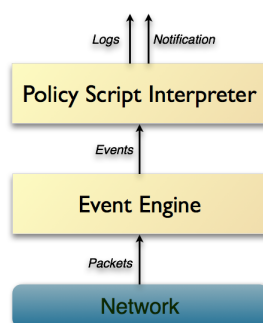 Logs Notification
Policy Script Interpreter
Events
Event Engine
Packets
Network